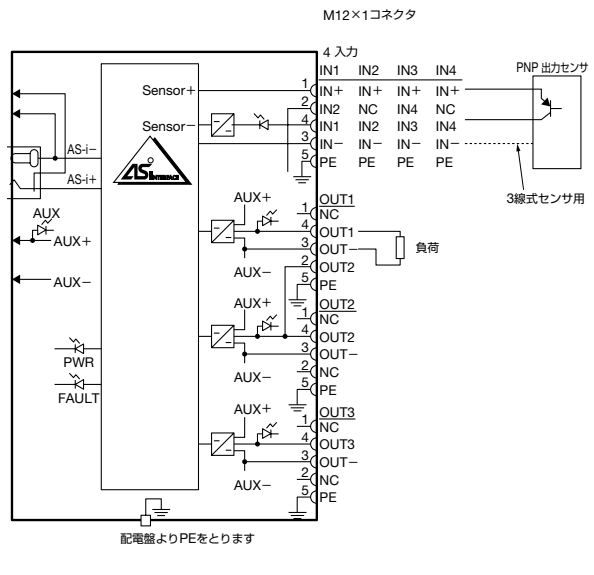 M12×1コネクタ
4 入力
IN1 IN2 IN3 IN4
PNP 出力センサ
Sensor+ 1 IN+ IN+ IN+ IN+
2 IN2 NC IN4 NC
Sensor− 4 IN1 IN2 IN3 IN4
3 IN− IN− IN− IN−
5 PE PE PE PE
3線式センサ用
AS-i−
AS-i+
AS INTERFACE
AUX
AUX+
AUX−
AUX+
OUT1
1 NC
4 OUT1
3 OUT−
負荷
AUX−
2 OUT2
5 PE
AUX+
OUT2
1 NC
4 OUT2
3 OUT−
AUX−
2 NC
5 PE
PWR
FAULT
AUX+
OUT3
1 NC
4 OUT3
3 OUT−
AUX−
2 NC
5 PE
配電盤よりPEをとります